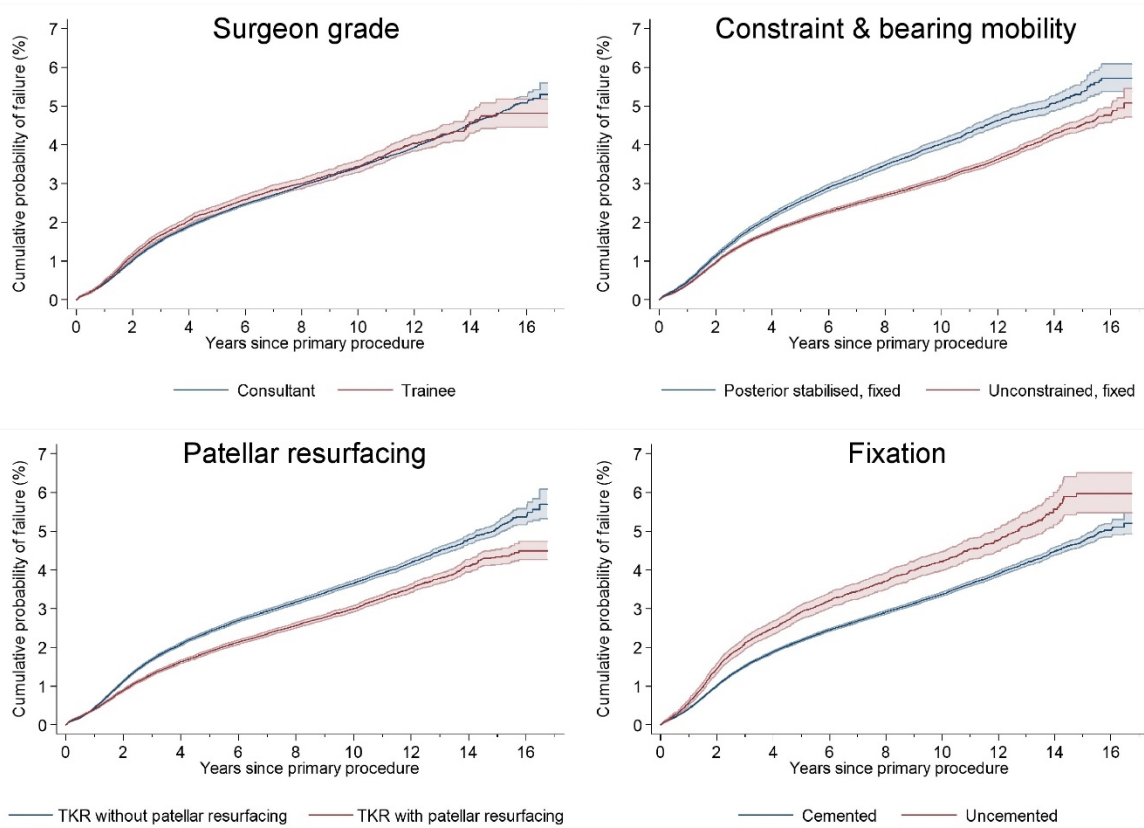 Surgeon grade
Cumulative probability of failure (%)
7
6
5
4
3
2
1
0
0 2 4 6 8 10 12 14 16
Years since primary procedure
Consultant Trainee
Constraint & bearing mobility
Cumulative probability of failure (%)
7
6
5
4
3
2
1
0
0 2 4 6 8 10 12 14 16
Years since primary procedure
Posterior stabilised, fixed Unconstrained, fixed
Patellar resurfacing
Cumulative probability of failure (%)
7
6
5
4
3
2
1
0
0 2 4 6 8 10 12 14 16
Years since primary procedure
TKR without patellar resurfacing TKR with patellar resurfacing
Fixation
Cumulative probability of failure (%)
7
6
5
4
3
2
1
0
0 2 4 6 8 10 12 14 16
Years since primary procedure
Cemented Uncemented